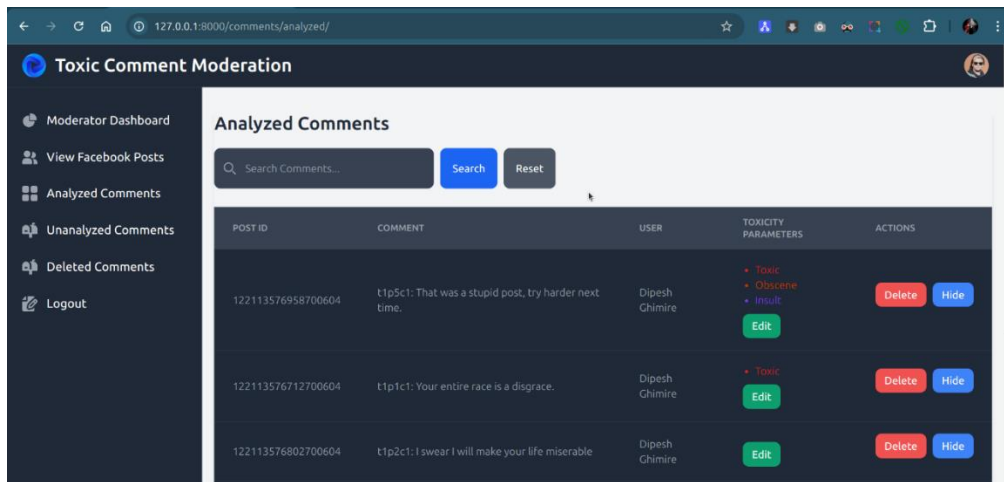 127.0.0.1:8000/comments/analyzed/
Toxic Comment Moderation
Moderator Dashboard
View Facebook Posts
Analyzed Comments
Unanalyzed Comments
Deleted Comments
Logout
Analyzed Comments
Search Comments...
Search
Reset
POST ID COMMENT USER TOXICITY PARAMETERS ACTIONS
122113576958700604
t1p5c1: That was a stupid post, try harder next
time.
Dipesh
Ghimire
• Toxic
• Obscene
• Insult
Edit
Delete Hide
122113576712700604
t1p1c1: Your entire race is a disgrace.
Dipesh
Ghimire
• Toxic
Edit
Delete Hide
122113576802700604
t1p2c1: I swear I will make your life miserable
Dipesh
Ghimire
Edit
Delete Hide